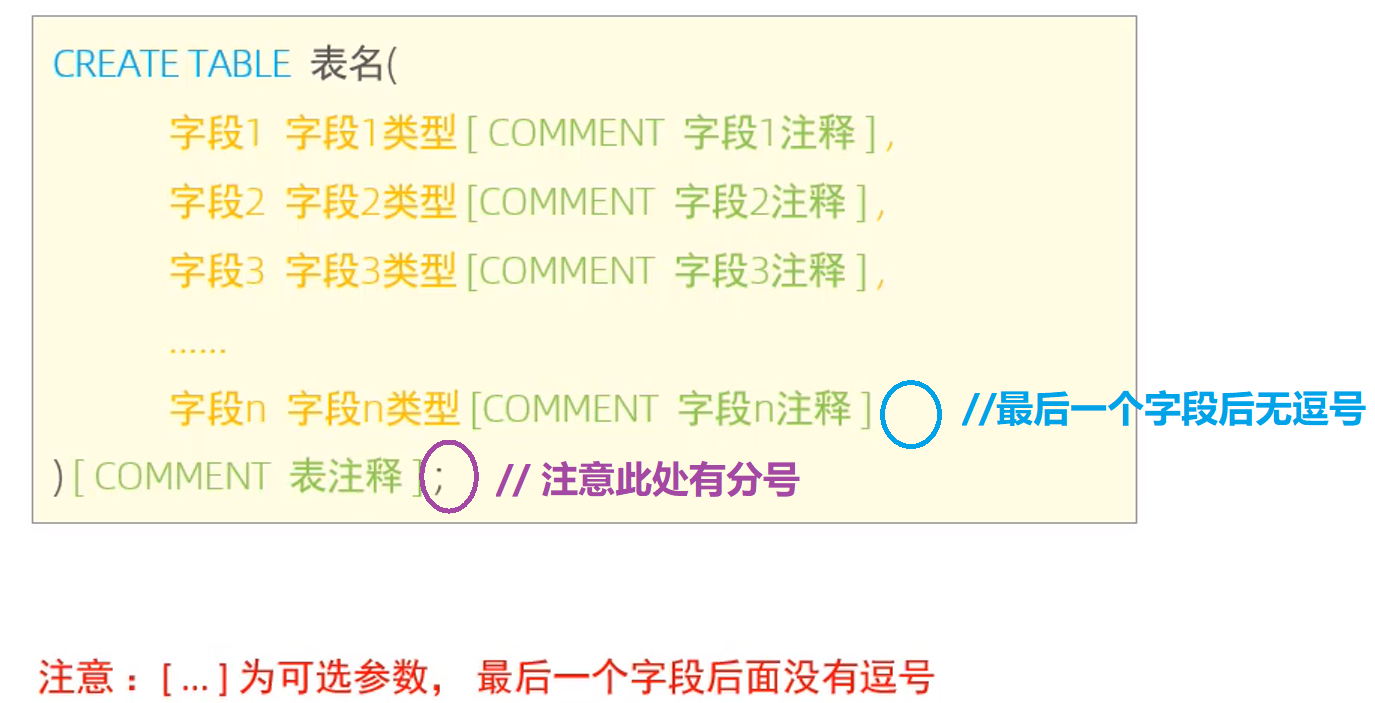 CREATE TABLE 表名(
字段1 字段1类型[ COMMENT 字段1注释 ] ,
字段2 字段2类型[COMMENT 字段2注释 ] ,
字段3 字段3类型[COMMENT 字段3注释 ] ,
......
字段n 字段n类型[COMMENT 字段n注释 ] //最后一个字段后无逗号
)[ COMMENT 表注释 ] ; // 注意此处有分号
注意：[ ... ] 为可选参数， 最后一个字段后面没有逗号